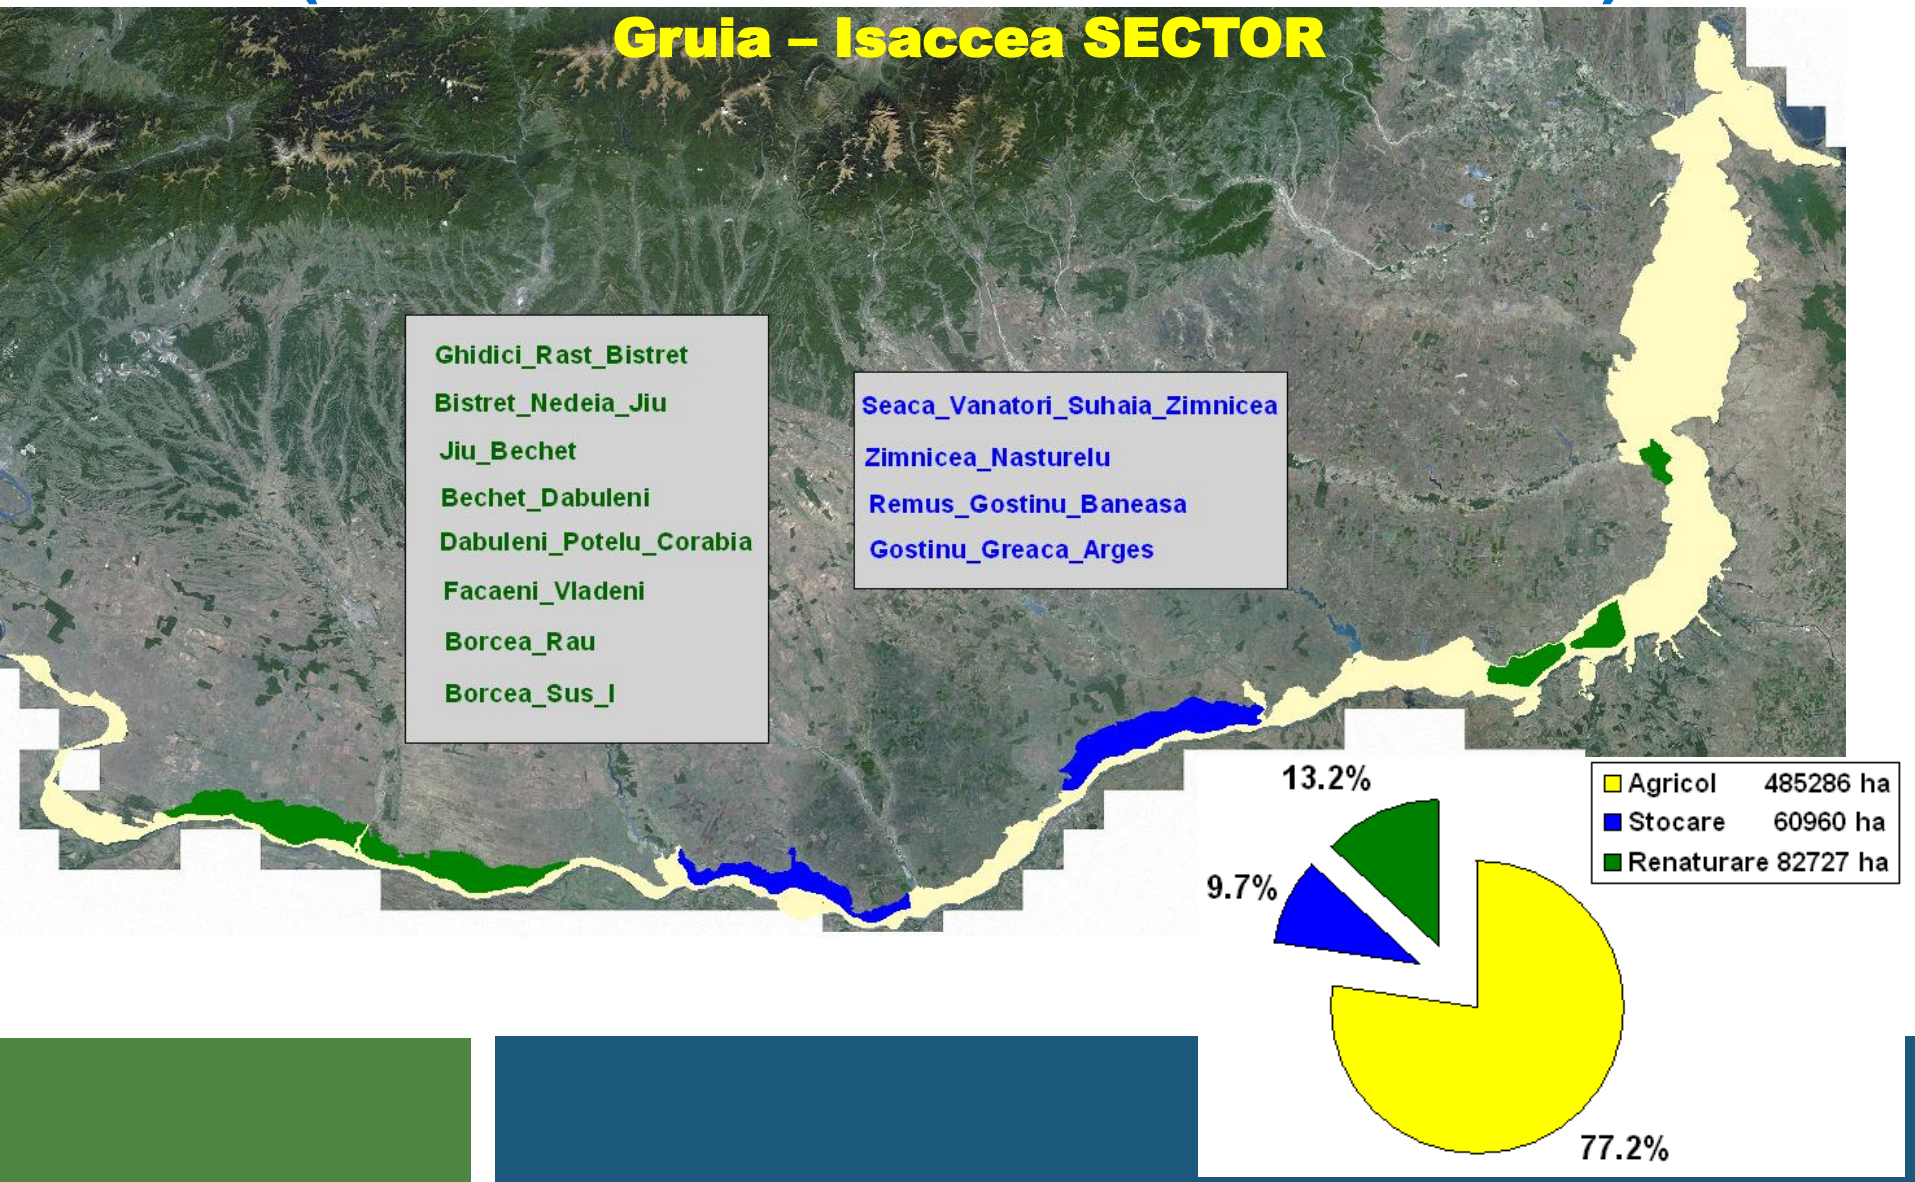 Gruia – Isaccea SECTOR
Ghidici_Rast_Bistret
Bistret_Nedeia_Jiu
Jiu_Bechet
Bechet_Dabuleni
Dabuleni_Potelu_Corabia
Facaeni_Vladeni
Borcea_Rau
Borcea_Sus_I
Seaca_Vanatori_Suhaia_Zimnicea
Zimnicea_Nasturelu
Remus_Gostinu_Baneasa
Gostinu_Greaca_Arges
13.2%
9.7%
77.2%
Agricol 485286 ha
Stocare 60960 ha
Renaturare 82727 ha